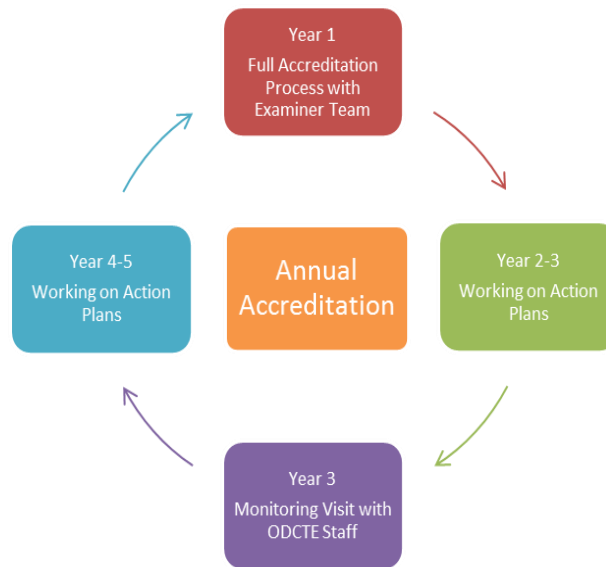 Year 1
Full Accreditation
Process with
Examiner Team
Year 2-3
Working on Action
Plans
Year 3
Monitoring Visit with
ODCTE Staff
Year 4-5
Working on Action
Plans
Annual
Accreditation